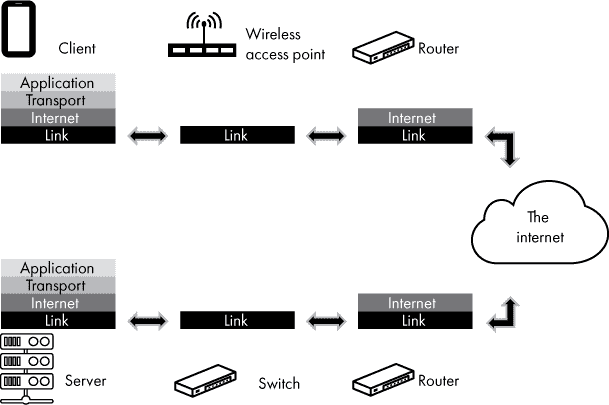 Client
Wireless
access point
Router
Application
Transport
Internet
Link
Link
Internet
Link
The
internet
Application
Transport
Internet
Link
Link
Internet
Link
Server
Switch
Router